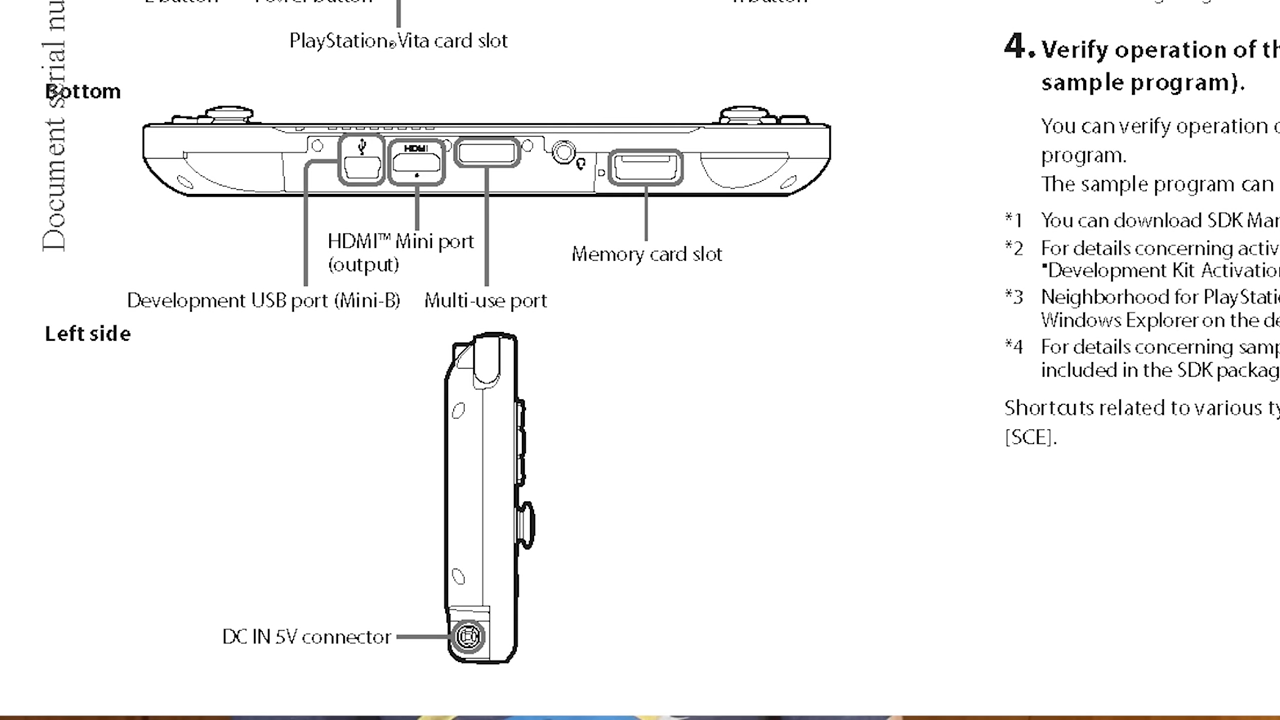 PlayStation®Vita card slot
Bottom
HDMI
HDMI™ Mini port
(output)
Memory card slot
Development USB port (Mini-B)
Multi-use port
Left side
DC IN 5V connector
Document serial nu
4. Verify operation of th
sample program).
You can verify operation o
program.
The sample program can
*1 You can download SDK Man
*2 For details concerning activ
"Development Kit Activation
*3 Neighborhood for PlayStatio
Windows Explorer on the de
*4 For details concerning samp
included in the SDK packag
Shortcuts related to various ty
[SCE].